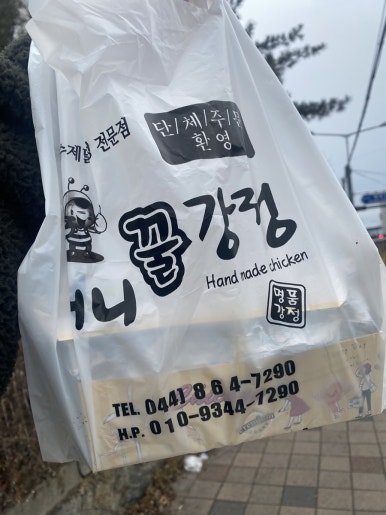 수제 전문점
단/체/주/문
환영
머니
꿀
강정
Hand made chicken
명품
강정
TEL. 044) 8 6 4-7290
H.P. 010-9344-7290